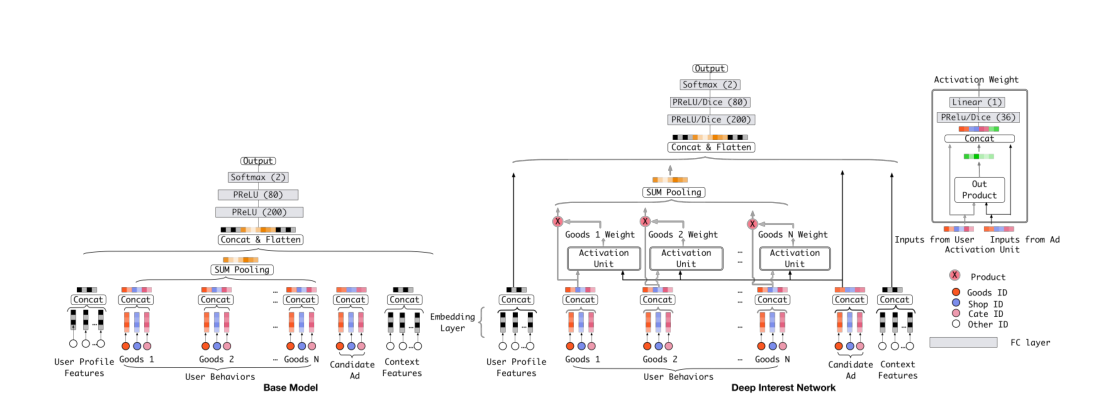 Output
Softmax (2)
PReLU (80)
PReLU (200)
Concat & Flatten
SUM Pooling
Concat
Concat
Concat
...
Concat
Concat
Concat
...
...
...
...
User Profile
Features
Goods 1
Goods 2
...
Goods N
Candidate
Ad
Context
Features
User Behaviors
Base Model
Output
Softmax (2)
PReLU/Dice (80)
PReLU/Dice (200)
Concat & Flatten
SUM Pooling
X
X
X
Goods 1 Weight
Goods 2 Weight
...
Goods N Weight
Activation
Unit
Activation
Unit
...
Activation
Unit
Embedding
Layer
Concat
Concat
Concat
...
Concat
Concat
Concat
...
...
...
...
User Profile
Features
Goods 1
Goods 2
...
Goods N
Candidate
Ad
Context
Features
User Behaviors
Deep Interest Network
Activation Weight
Linear (1)
PRelu/Dice (36)
Concat
Out
Product
Inputs from User
Inputs from Ad
Activation Unit
X
Product
Goods ID
Shop ID
Cate ID
Other ID
FC layer